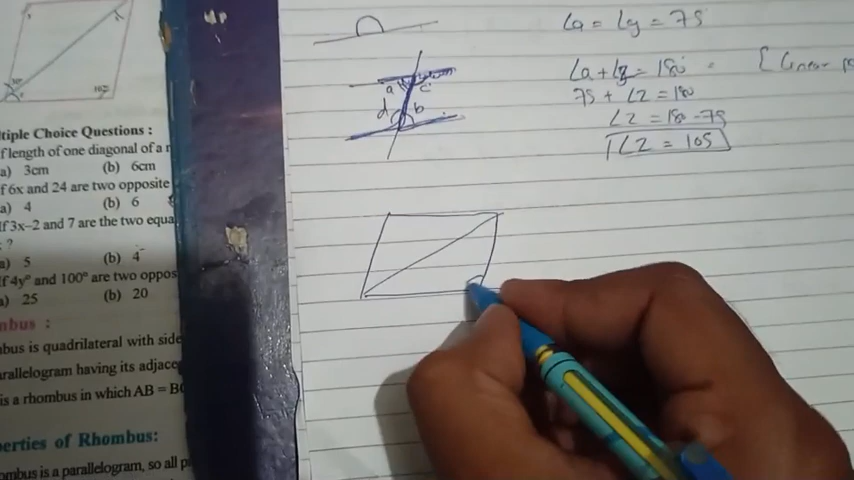 tiple Choice Questions :
f length of one diagonal of a r
a) 3cm (b) 6cm
f 6x and 24 are two opposite
a) 4 (b) 6
f 3x–2 and 7 are the two equa
?
a) 5 (b) 4
f 4y° and 100° are two oppos
a) 25 (b) 20
mbus :
mbus is quadrilateral with side
arallelogram having its adjace
is a rhombus in which AB = B
perties of Rhombus:
mbus is a parallelogram, so all p
a c
d b
∠a = ∠y = 75
∠a + ∠z = 180
75 + ∠z = 180
∠z = 180 - 75
∠z = 105